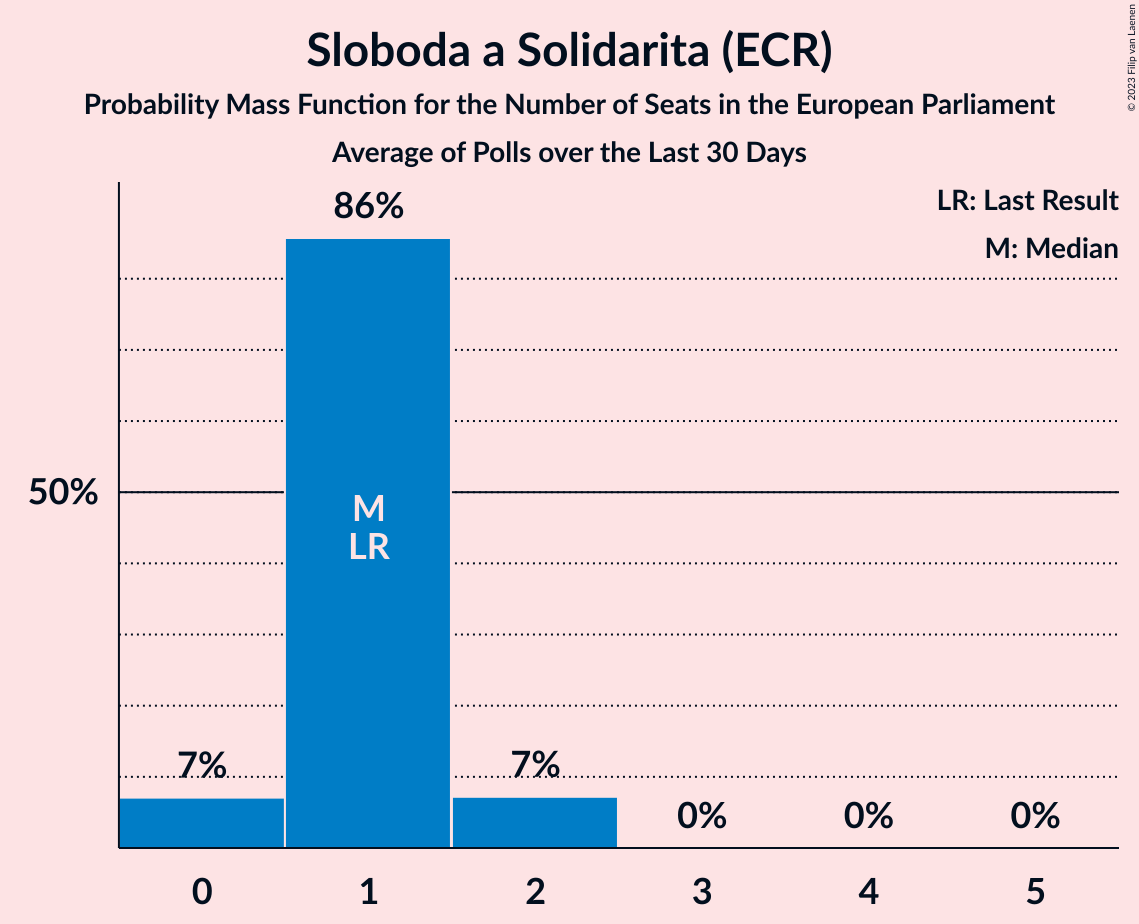 © 2023 Filip van Laenen
Sloboda a Solidarita (ECR)
Probability Mass Function for the Number of Seats in the European Parliament
Average of Polls over the Last 30 Days
LR: Last Result
M: Median
86%
50%
M
LR
7%
7%
0%
0%
0%
0
1
2
3
4
5